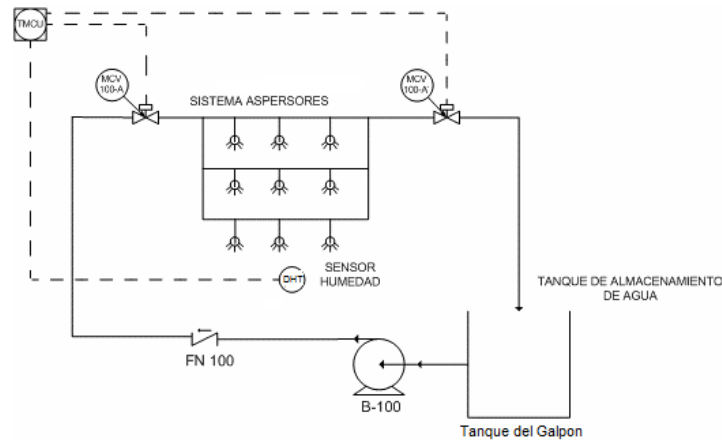 TMCU
MCV
100-A
MCV
100-A'
SISTEMA ASPERSORES
SENSOR
HUMEDAD
DHT
TANQUE DE ALMACENAMIENTO
DE AGUA
FN 100
B-100
Tanque del Galpon